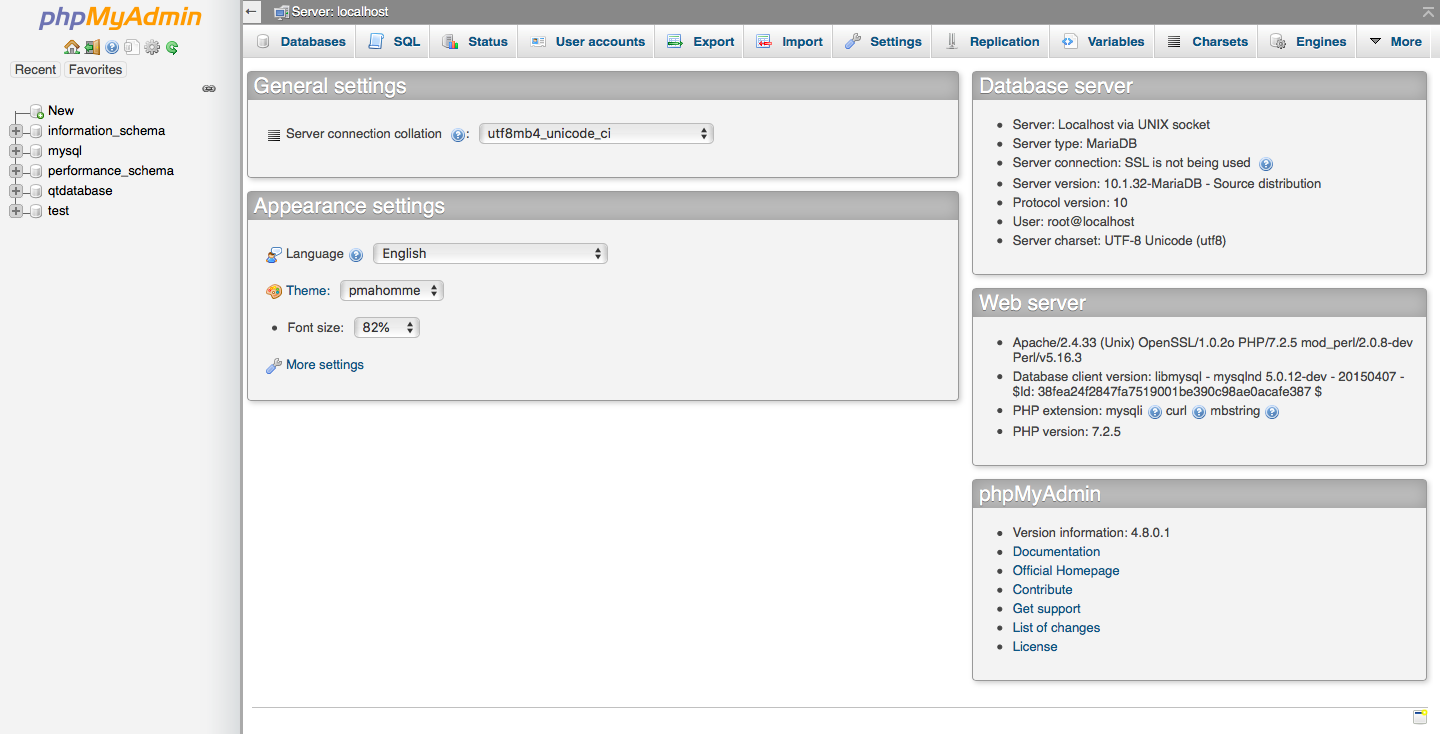 phpMyAdmin
Recent Favorites
New
information_schema
mysql
performance_schema
qtdatabase
test
Server: localhost
Databases SQL Status User accounts Export Import Settings Replication Variables Charsets Engines More
General settings
Server connection collation : utf8mb4_unicode_ci
Appearance settings
Language English
Theme: pmahomme
Font size: 82%
More settings
Database server
Server: Localhost via UNIX socket
Server type: MariaDB
Server connection: SSL is not being used
Server version: 10.1.32-MariaDB - Source distribution
Protocol version: 10
User: root@localhost
Server charset: UTF-8 Unicode (utf8)
Web server
Apache/2.4.33 (Unix) OpenSSL/1.0.2o PHP/7.2.5 mod_perl/2.0.8-dev
Perl/v5.16.3
Database client version: libmysql - mysqlnd 5.0.12-dev - 20150407 -
$Id: 38fea24f2847fa7519001be390c98ae0acafe387 $
PHP extension: mysqli curl mbstring
PHP version: 7.2.5
phpMyAdmin
Version information: 4.8.0.1
Documentation
Official Homepage
Contribute
Get support
List of changes
License